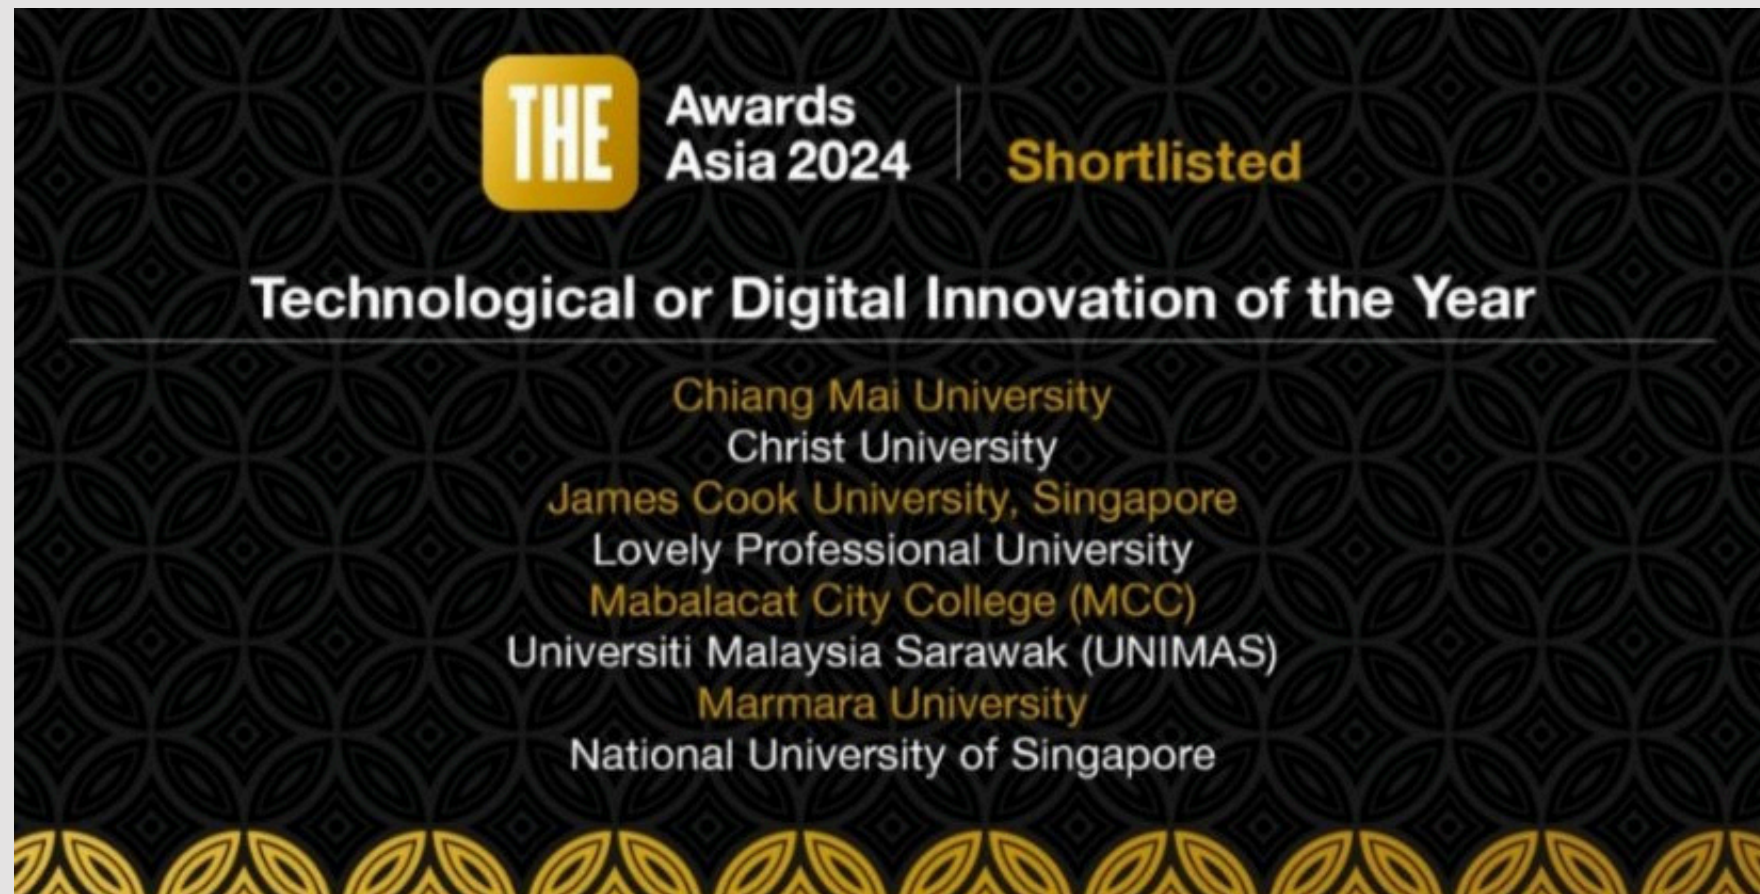 THE
Awards
Asia 2024
Shortlisted
Technological or Digital Innovation of the Year
Chiang Mai University
Christ University
James Cook University, Singapore
Lovely Professional University
Mabalacat City College (MCC)
Universiti Malaysia Sarawak (UNIMAS)
Marmara University
National University of Singapore